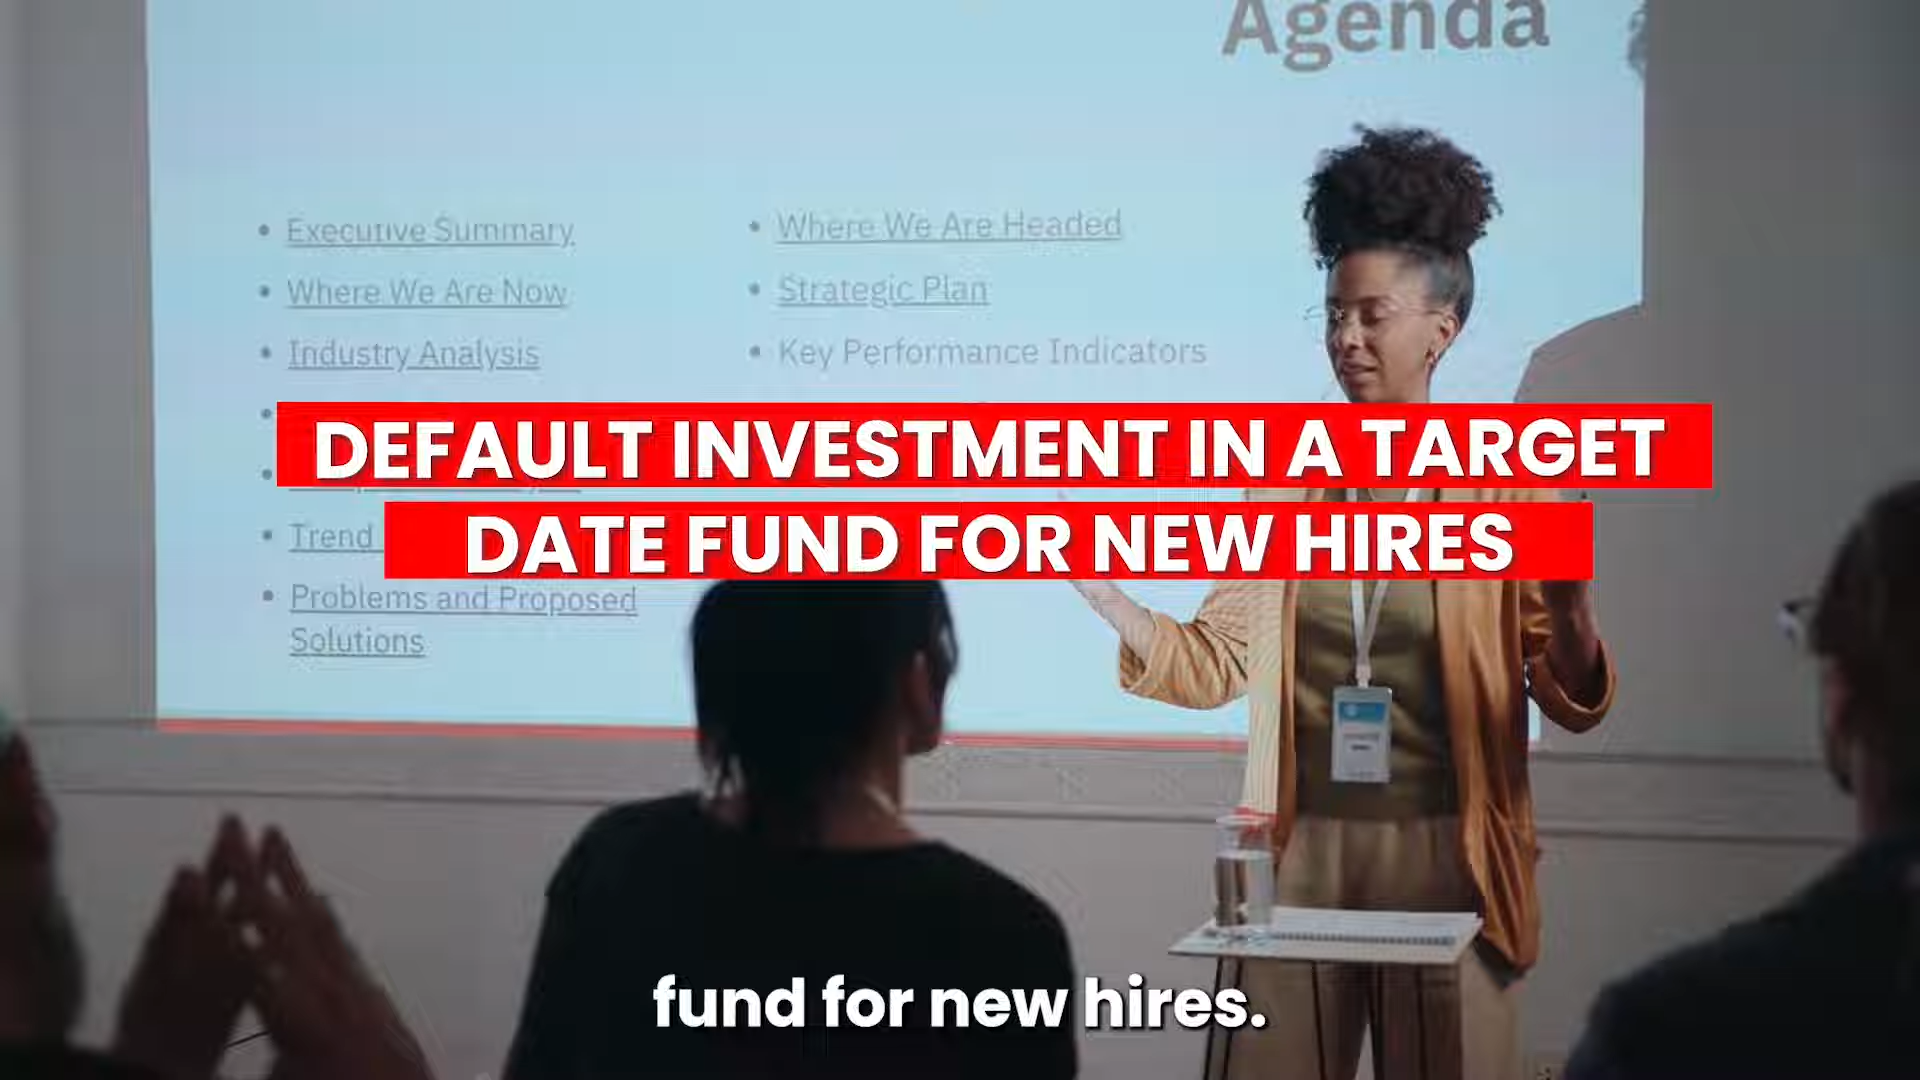 Agenda
Executive Summary
Where We Are Now
Industry Analysis
Where We Are Headed
Strategic Plan
Key Performance Indicators
DEFAULT INVESTMENT IN A TARGET
DATE FUND FOR NEW HIRES
Trend
Problems and Proposed
Solutions
fund for new hires.